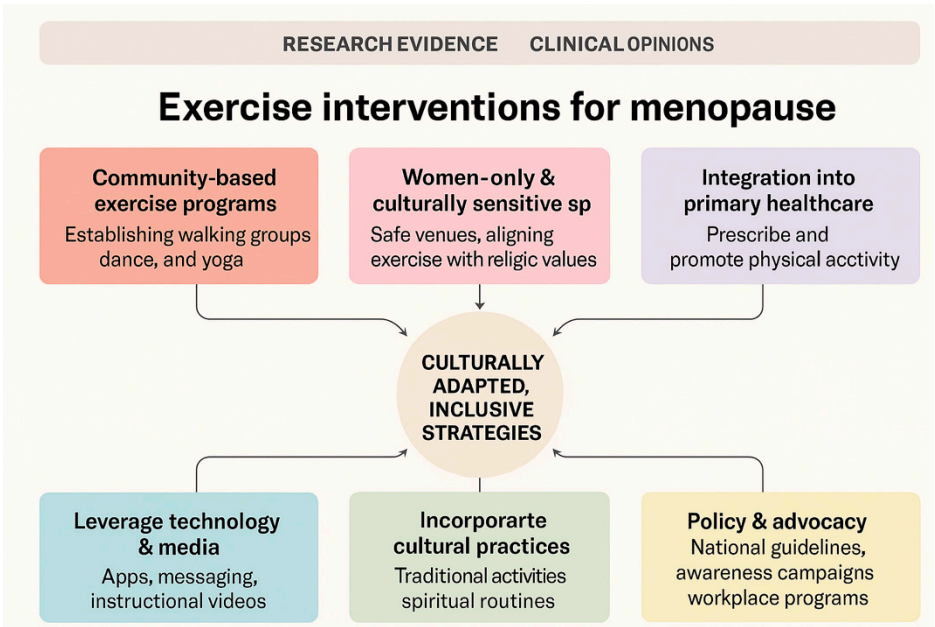 RESEARCH EVIDENCE CLINICAL OPINIONS
Exercise interventions for menopause
Community-based
exercise programs
Establishing walking groups
dance, and yoga
Women-only &
culturally sensitive sp
Safe venues, aligning
exercise with religic values
Integration into
primary healthcare
Prescribe and
promote physical acctivity
CULTURALLY
ADAPTED,
INCLUSIVE
STRATEGIES
Leverage technology
& media
Apps, messaging,
instructional videos
Incorporarte
cultural practices
Traditional activities
spiritual routines
Policy & advocacy
National guidelines,
awareness campaigns
workplace programs